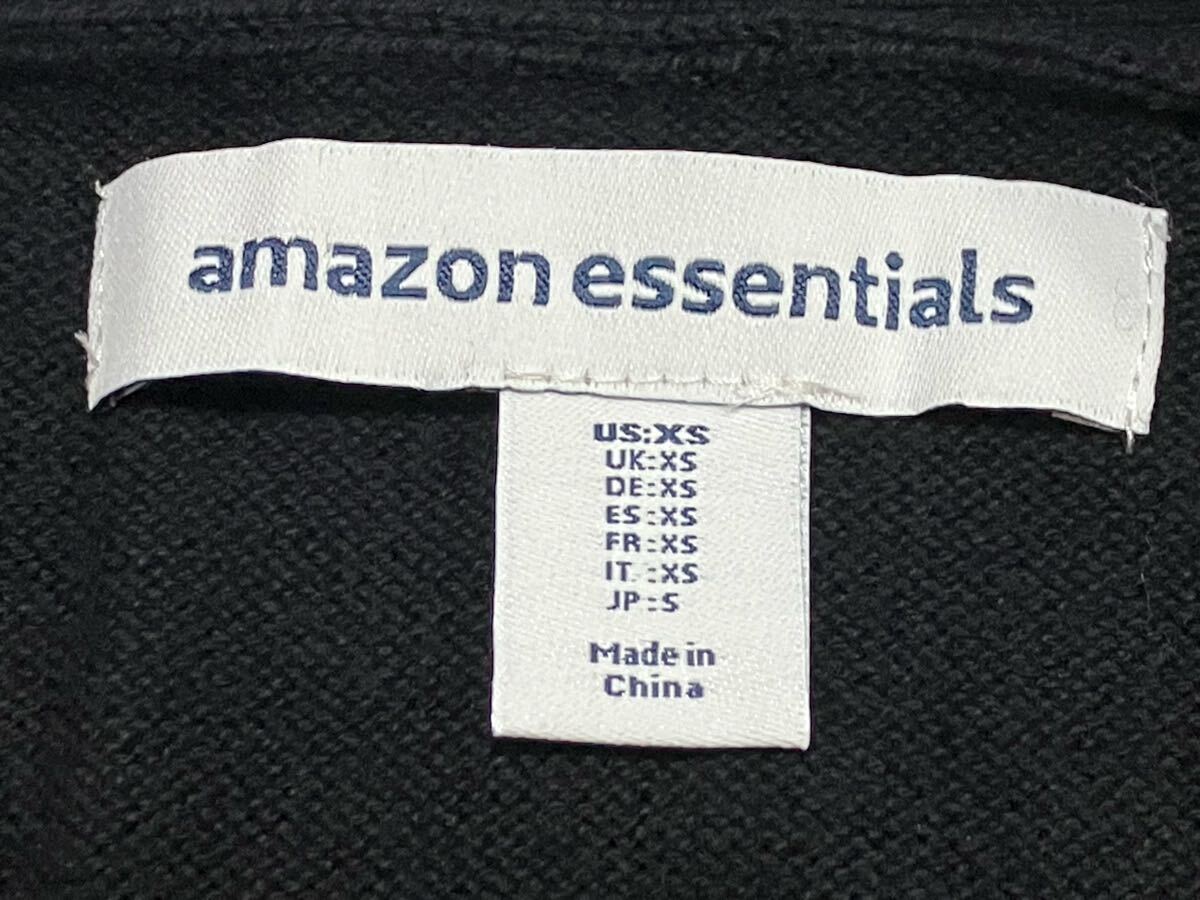 amazon essentials
US:XS
UK:XS
DE:XS
ES:XS
FR:XS
IT.:XS
JP:S
Made in
China